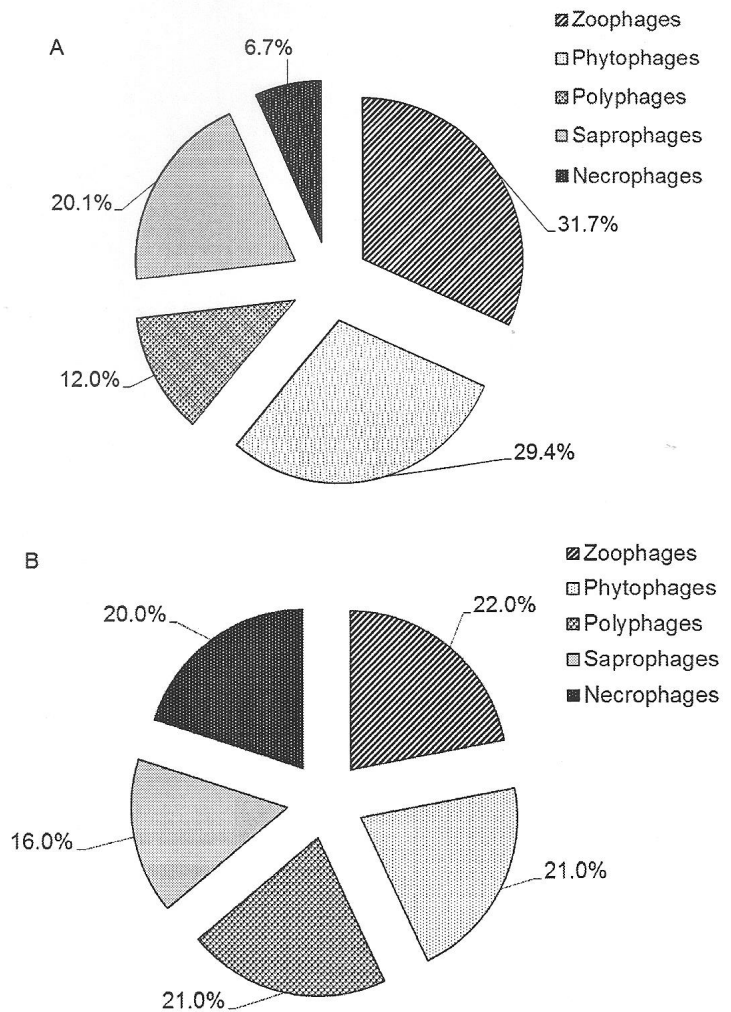 A
6.7%
Zoophages
Phytophages
Polyphages
Saprophages
Necrophages
20.1%
31.7%
12.0%
29.4%
B
Zoophages
Phytophages
Polyphages
Saprophages
Necrophages
20.0%
22.0%
16.0%
21.0%
21.0%